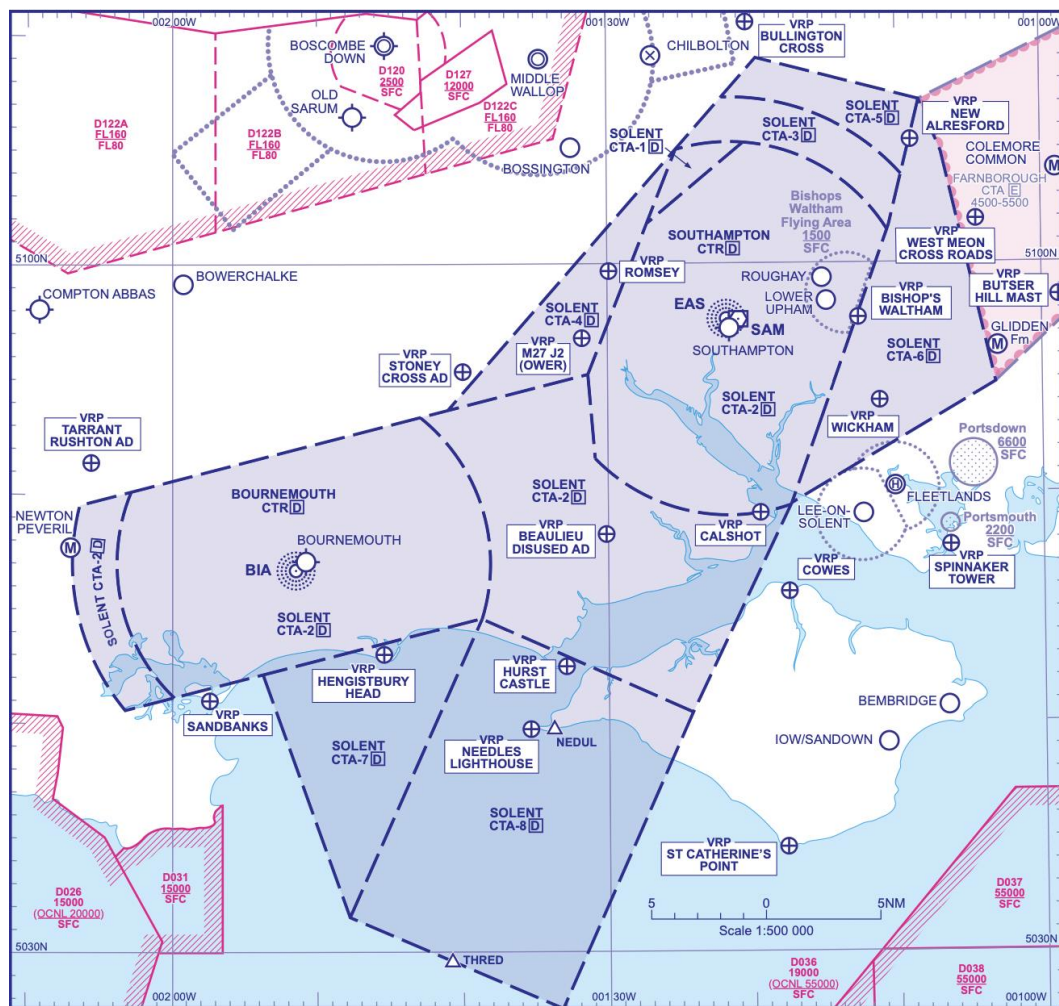 002 00W
001 30W
001 00W
BOSCOMBE
DOWN
D120
2500
SFC
D127
12000
SFC
CHILBOLTON
VRP
BULLINGTON
CROSS
MIDDLE
WALLOP
OLD
SARUM
D122A
FL160
FL80
D122B
FL160
FL80
D122C
FL160
FL80
BOSSINGTON
SOLENT
CTA-1 D
SOLENT
CTA-3 D
SOLENT
CTA-5 D
VRP
NEW
ALRESFORD
COLEMORE
COMMON
M
FARNBOROUGH
CTA E
4500-5500
Bishops
Waltham
Flying Area
1500
SFC
SOUTHAMPTON
CTR D
VRP
WEST MEON
CROSS ROADS
5100N
5100N
BOWERCHALKE
COMPTON ABBAS
VRP
ROMSEY
ROUGHAY
LOWER
UPHAM
VRP
BUTSER
HILL MAST
VRP
BISHOP'S
WALTHAM
SOLENT
CTA-4 D
EAS
SAM
SOUTHAMPTON
GLIDDEN
Fm
M
VRP
STONEY
CROSS AD
VRP
M27 J2
(OWER)
SOLENT
CTA-6 D
SOLENT
CTA-2 D
VRP
WICKHAM
VRP
TARRANT
RUSHTON AD
Portsdown
6600
SFC
BOURNEMOUTH
CTR D
SOLENT
CTA-2 D
H
FLEETLANDS
NEWTON
PEVERIL
M
LEE-ON-
SOLENT
Portsmouth
2200
SFC
VRP
BEAULIEU
DISUSED AD
VRP
CALSHOT
SOLENT CTA-2 D
BOURNEMOUTH
BIA
VRP
COWES
VRP
SPINNAKER
TOWER
SOLENT
CTA-2 D
VRP
HENGISTBURY
HEAD
VRP
HURST
CASTLE
VRP
SANDBANKS
BEMBRIDGE
VRP
NEEDLES
LIGHTHOUSE
NEDUL
IOW/SANDOWN
SOLENT
CTA-7 D
SOLENT
CTA-8 D
VRP
ST CATHERINE'S
POINT
D031
15000
SFC
D026
15000
(OCNL 20000)
SFC
D037
55000
SFC
5 0 5NM
Scale 1:500 000
5030N
5030N
THRED
D036
19000
(OCNL 55000)
SFC
D038
55000
SFC
002 00W
001 30W
00100W